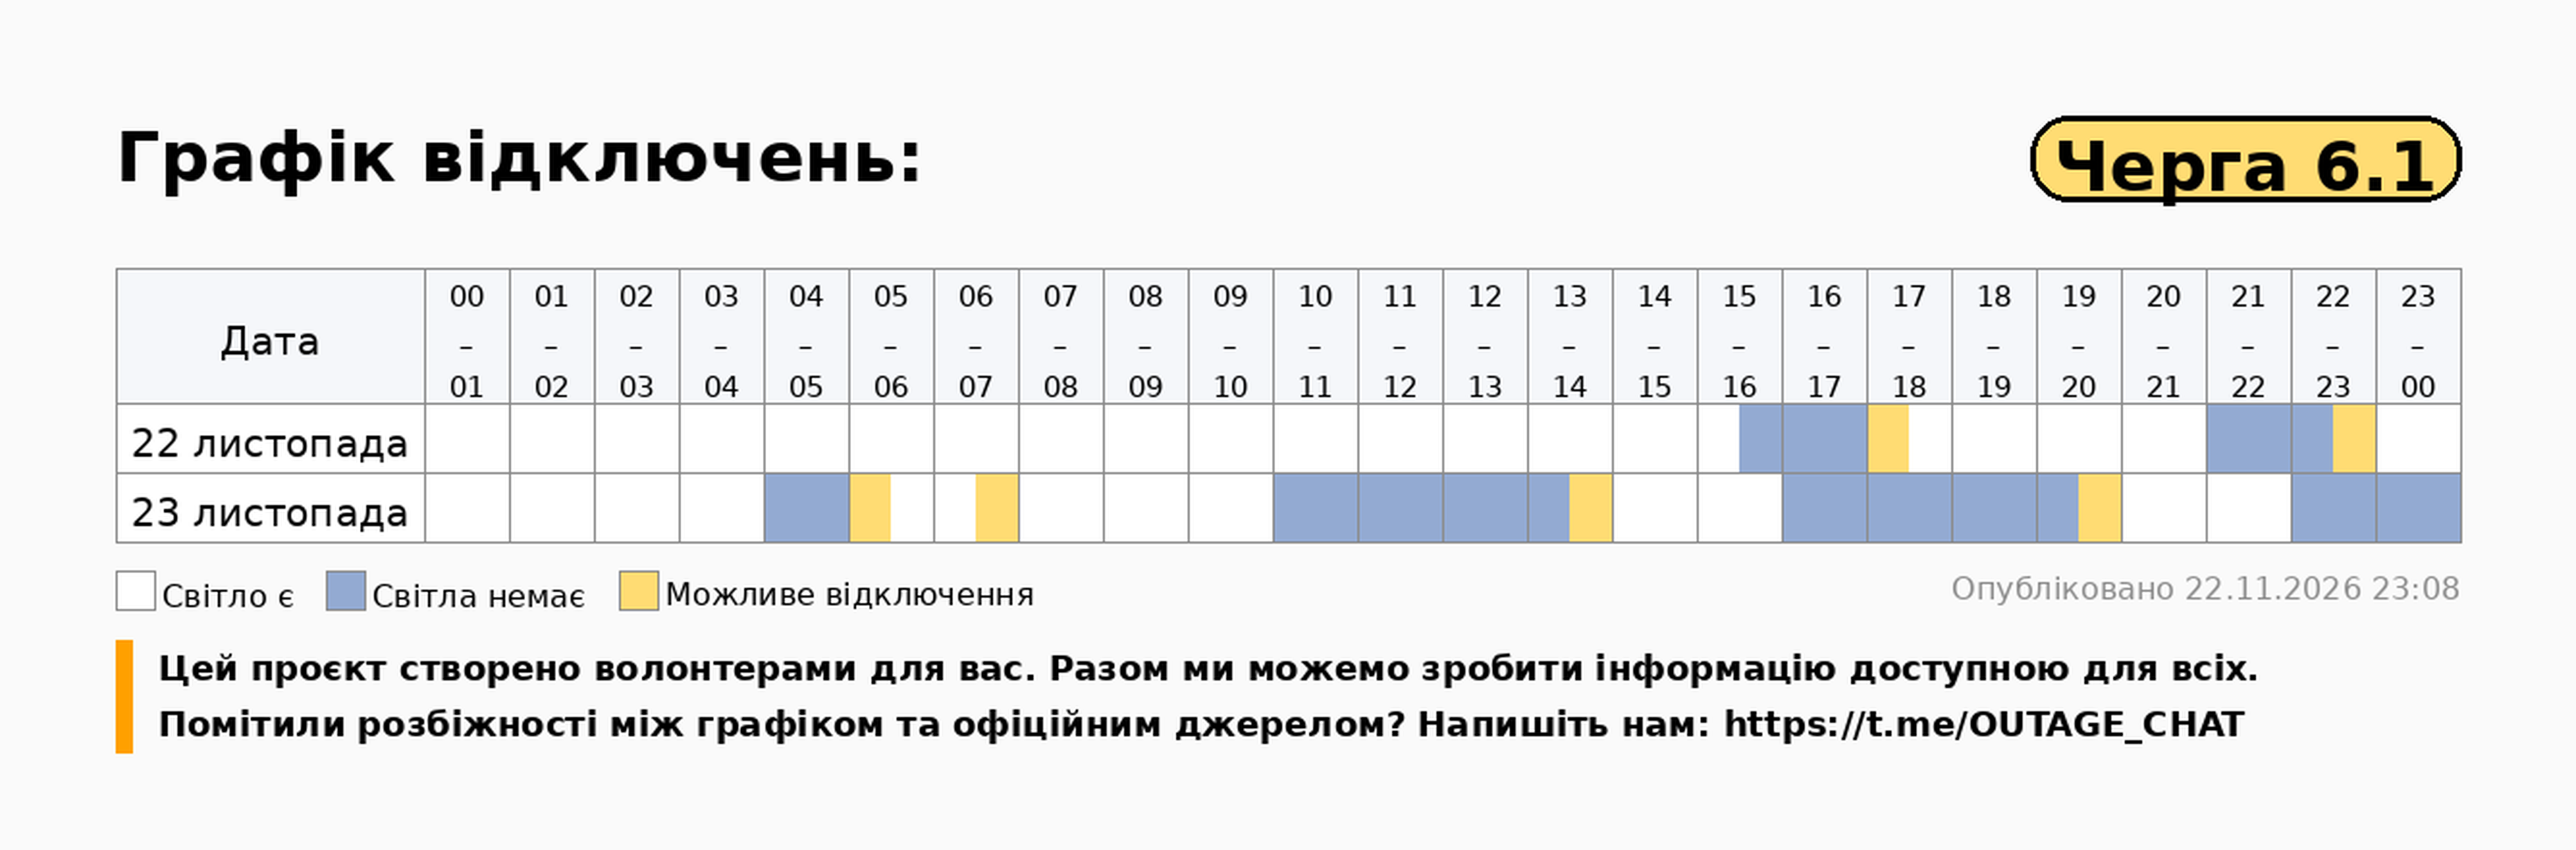 Графік відключень:
Черга 6.1
Дата
00 – 01
01 – 02
02 – 03
03 – 04
04 – 05
05 – 06
06 – 07
07 – 08
08 – 09
09 – 10
10 – 11
11 – 12
12 – 13
13 – 14
14 – 15
15 – 16
16 – 17
17 – 18
18 – 19
19 – 20
20 – 21
21 – 22
22 – 23
23 – 00
22 листопада
23 листопада
Світло є
Світла немає
Можливе відключення
Опубліковано 22.11.2026 23:08
Цей проєкт створено волонтерами для вас. Разом ми можемо зробити інформацію доступною для всіх.
Помітили розбіжності між графіком та офіційним джерелом? Напишіть нам: https://t.me/OUTAGE_CHAT